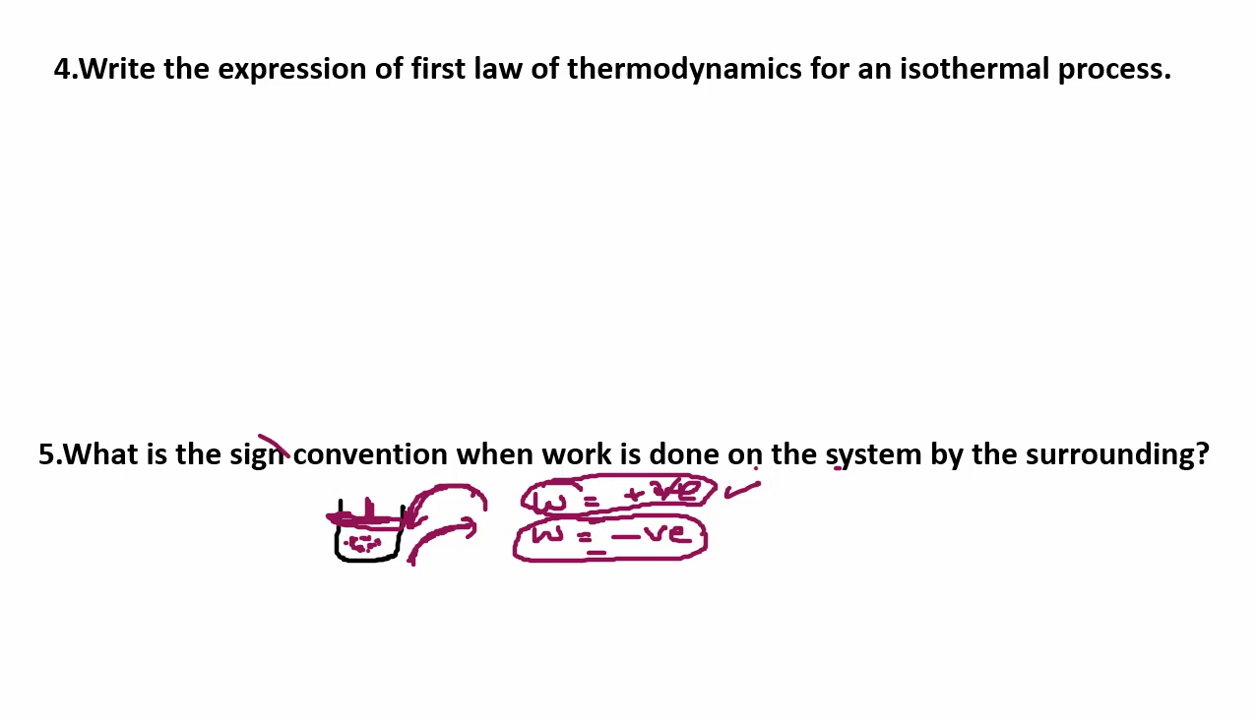 4.Write the expression of first law of thermodynamics for an isothermal process.
5.What is the sign convention when work is done on the system by the surrounding?
W = +ve
W = -ve